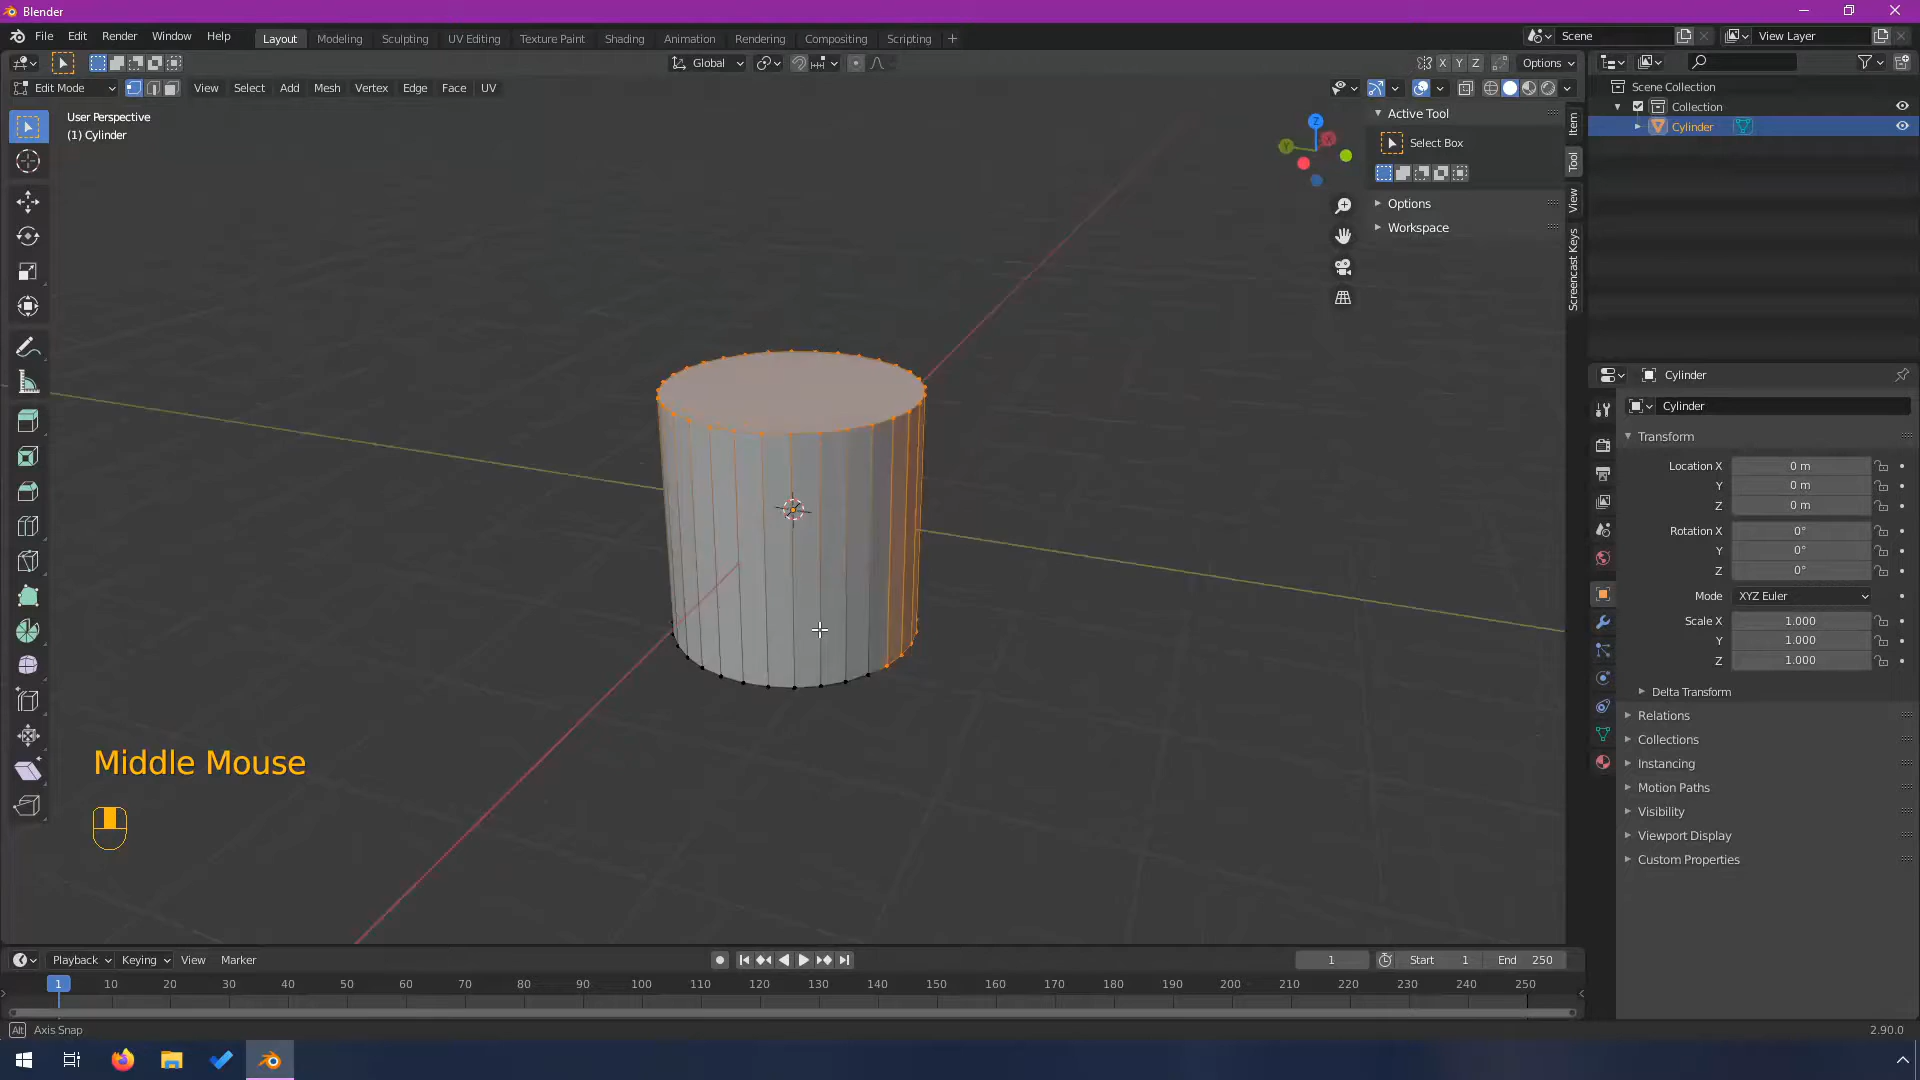 Blender
File Edit Render Window Help
Layout Modeling Sculpting UV Editing Texture Paint Shading Animation Rendering Compositing Scripting +
Scene
View Layer
Global
X Y Z
Options
Edit Mode
View Select Add Mesh Vertex Edge Face UV
User Perspective
(1) Cylinder
Z
X
Y
Active Tool
Select Box
Options
Workspace
Item
Tool
View
Screencast Keys
Scene Collection
Collection
Cylinder
Cylinder
Cylinder
Transform
Location X 0 m
Y 0 m
Z 0 m
Rotation X 0°
Y 0°
Z 0°
Mode XYZ Euler
Scale X 1.000
Y 1.000
Z 1.000
Delta Transform
Relations
Collections
Instancing
Motion Paths
Visibility
Viewport Display
Custom Properties
Middle Mouse
Playback Keying View Marker
1
Start 1
End 250
1 10 20 30 40 50 60 70 80 90 100 110 120 130 140 150 160 170 180 190 200 210 220 230 240 250
Alt Axis Snap
2.90.0